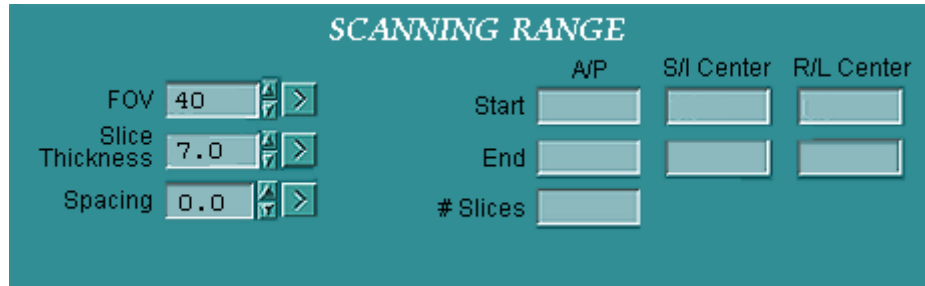 SCANNING RANGE
A/P S/I Center R/L Center
FOV 40 > Start
Slice
Thickness 7.0 > End
Spacing 0.0 > # Slices